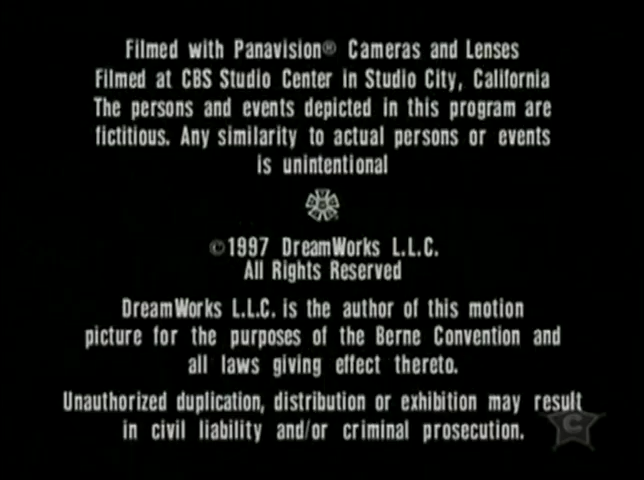 Filmed with Panavision® Cameras and Lenses
Filmed at CBS Studio Center in Studio City, California
The persons and events depicted in this program are
fictitious. Any similarity to actual persons or events
is unintentional
©1997 DreamWorks L.L.C.
All Rights Reserved
DreamWorks L.L.C. is the author of this motion
picture for the purposes of the Berne Convention and
all laws giving effect thereto.
Unauthorized duplication, distribution or exhibition may result
in civil liability and/or criminal prosecution.
C